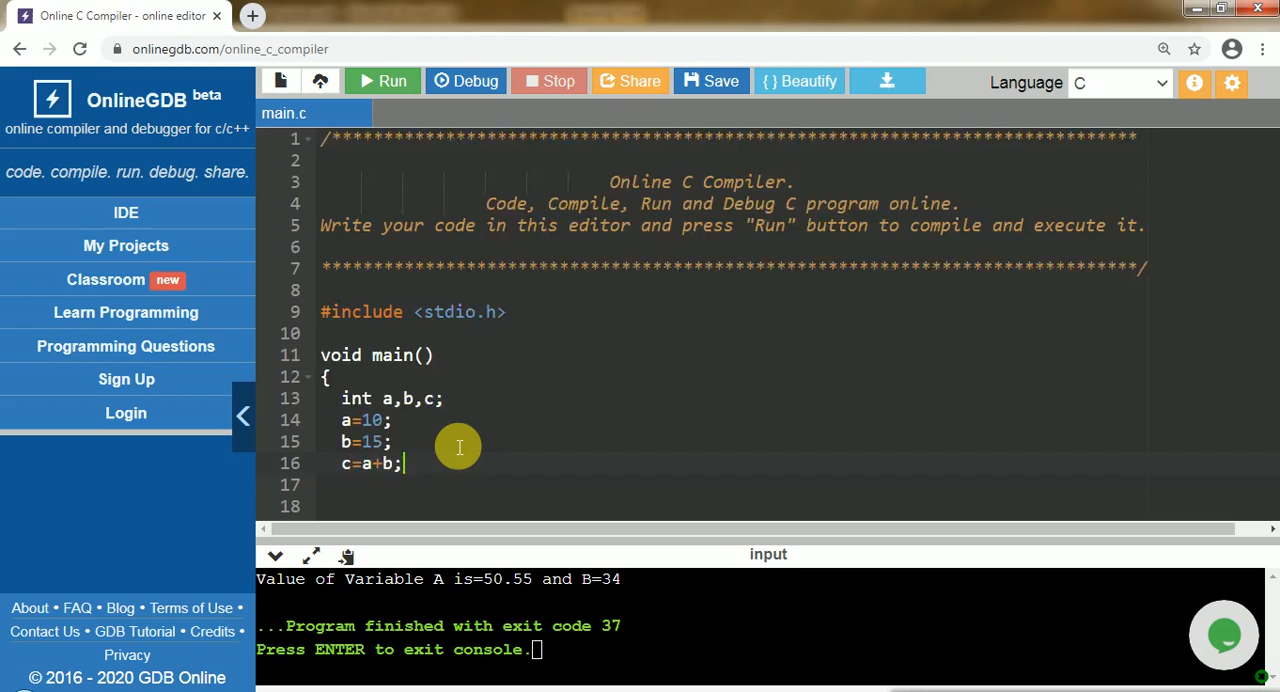 Online C Compiler - online editor
onlinegdb.com/online_c_compiler
OnlineGDB beta
online compiler and debugger for c/c++
code. compile. run. debug. share.
IDE
My Projects
Classroom new
Learn Programming
Programming Questions
Sign Up
Login
About • FAQ • Blog • Terms of Use •
Contact Us • GDB Tutorial • Credits •
Privacy
© 2016 - 2020 GDB Online
Run Debug Stop Share Save { } Beautify Language C
main.c
1 /******************************************************************************
2
3 Online C Compiler.
4 Code, Compile, Run and Debug C program online.
5 Write your code in this editor and press "Run" button to compile and execute it.
6
7 *******************************************************************************/
8
9 #include <stdio.h>
10
11 void main()
12 {
13 int a,b,c;
14 a=10;
15 b=15;
16 c=a+b;
17
18
input
Value of Variable A is=50.55 and B=34
...Program finished with exit code 37
Press ENTER to exit console.